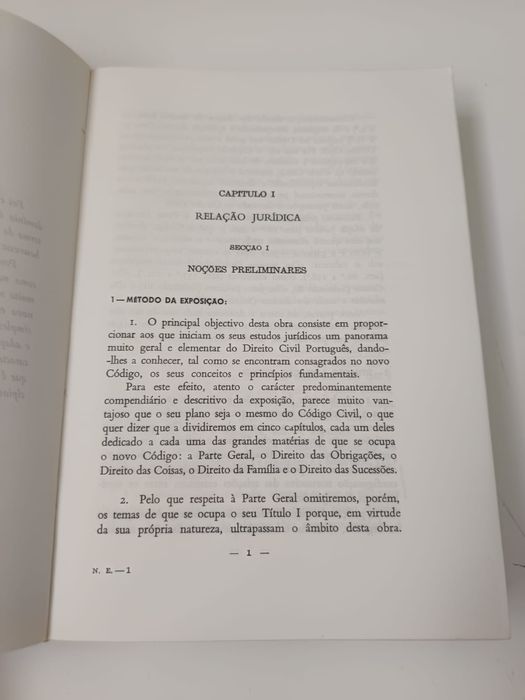 CAPITULO I
RELAÇÃO JURÍDICA
SECÇAO I
NOÇÕES PRELIMINARES
1 — METODO DA EXPOSIÇAO:
1. O principal objectivo desta obra consiste em propor-
cionar aos que iniciam os seus estudos jurídicos um panorama
muito geral e elementar do Direito Civil Português, dando-
-lhes a conhecer, tal como se encontram consagrados no novo
Código, os seus conceitos e princípios fundamentais.
Para este efeito, atento o carácter predominantemente
compendiário e descritivo da exposição, parece muito van-
tajoso que o seu plano seja o mesmo do Código Civil, o que
quer dizer que a dividiremos em cinco capítulos, cada um deles
dedicado a cada uma das grandes matérias de que se ocupa
o novo Código: a Parte Geral, o Direito das Obrigações, o
Direito das Coisas, o Direito da Família e o Direito das Sucessões.
2. Pelo que respeita à Parte Geral omitiremos, porém,
os temas de que se ocupa o seu Título I porque, em virtude
da sua própria natureza, ultrapassam o âmbito desta obra.
— 1 —
N. E. — 1